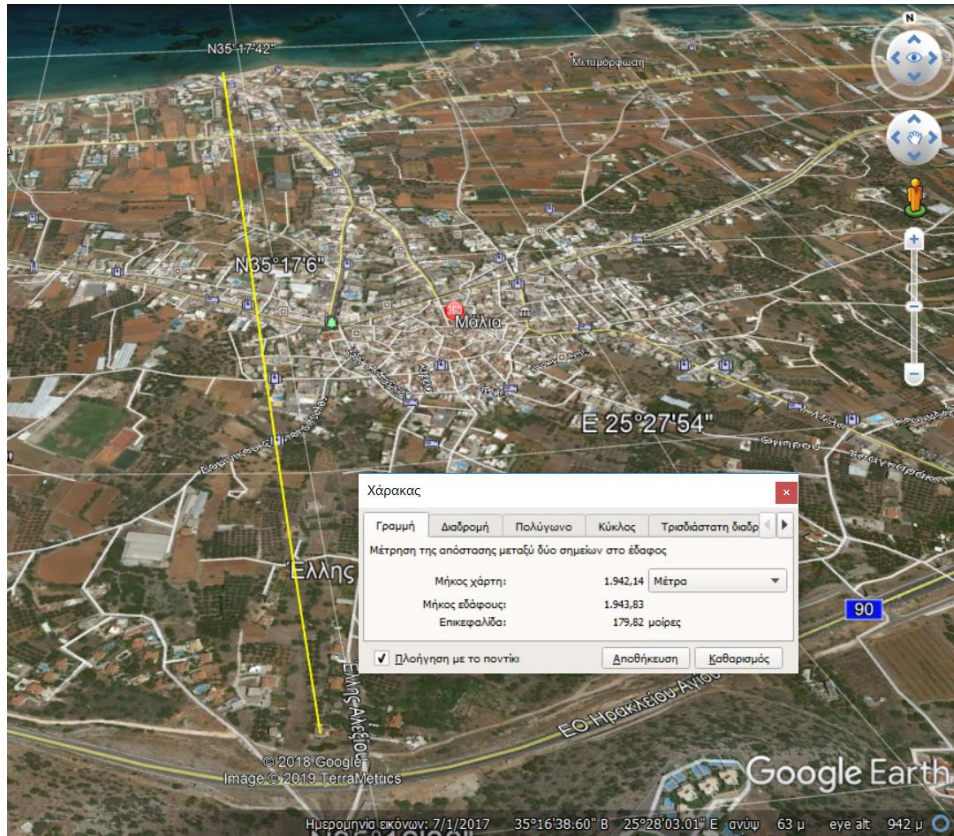 N35°17'42"
N
Μεταμόρφωση
N35°17'6"
360
Μάλια
E 25°27'54"
Χάρακας
Γραμμή Διαδρομή Πολύγωνο Κύκλος Τρισδιάστατη διαδρ
Μέτρηση της απόστασης μεταξύ δύο σημείων στο έδαφος
Μήκος χάρτη: 1.942,14 Μέτρα
Μήκος εδάφους: 1.943,83
Επικεφαλίδα: 179,82 μοίρες
Πλοήγηση με το ποντίκι Αποθήκευση Καθαρισμός
Έλλης
90
Έλλης Αλεξίου
© 2018 Google
Image © 2019 TerraMetrics
Google Earth
Ημερομηνία εικόνων: 7/1/2017 35°16'38.60" Β 25°28'03.01" Ε ανύψ 63 μ eye alt 942 μ